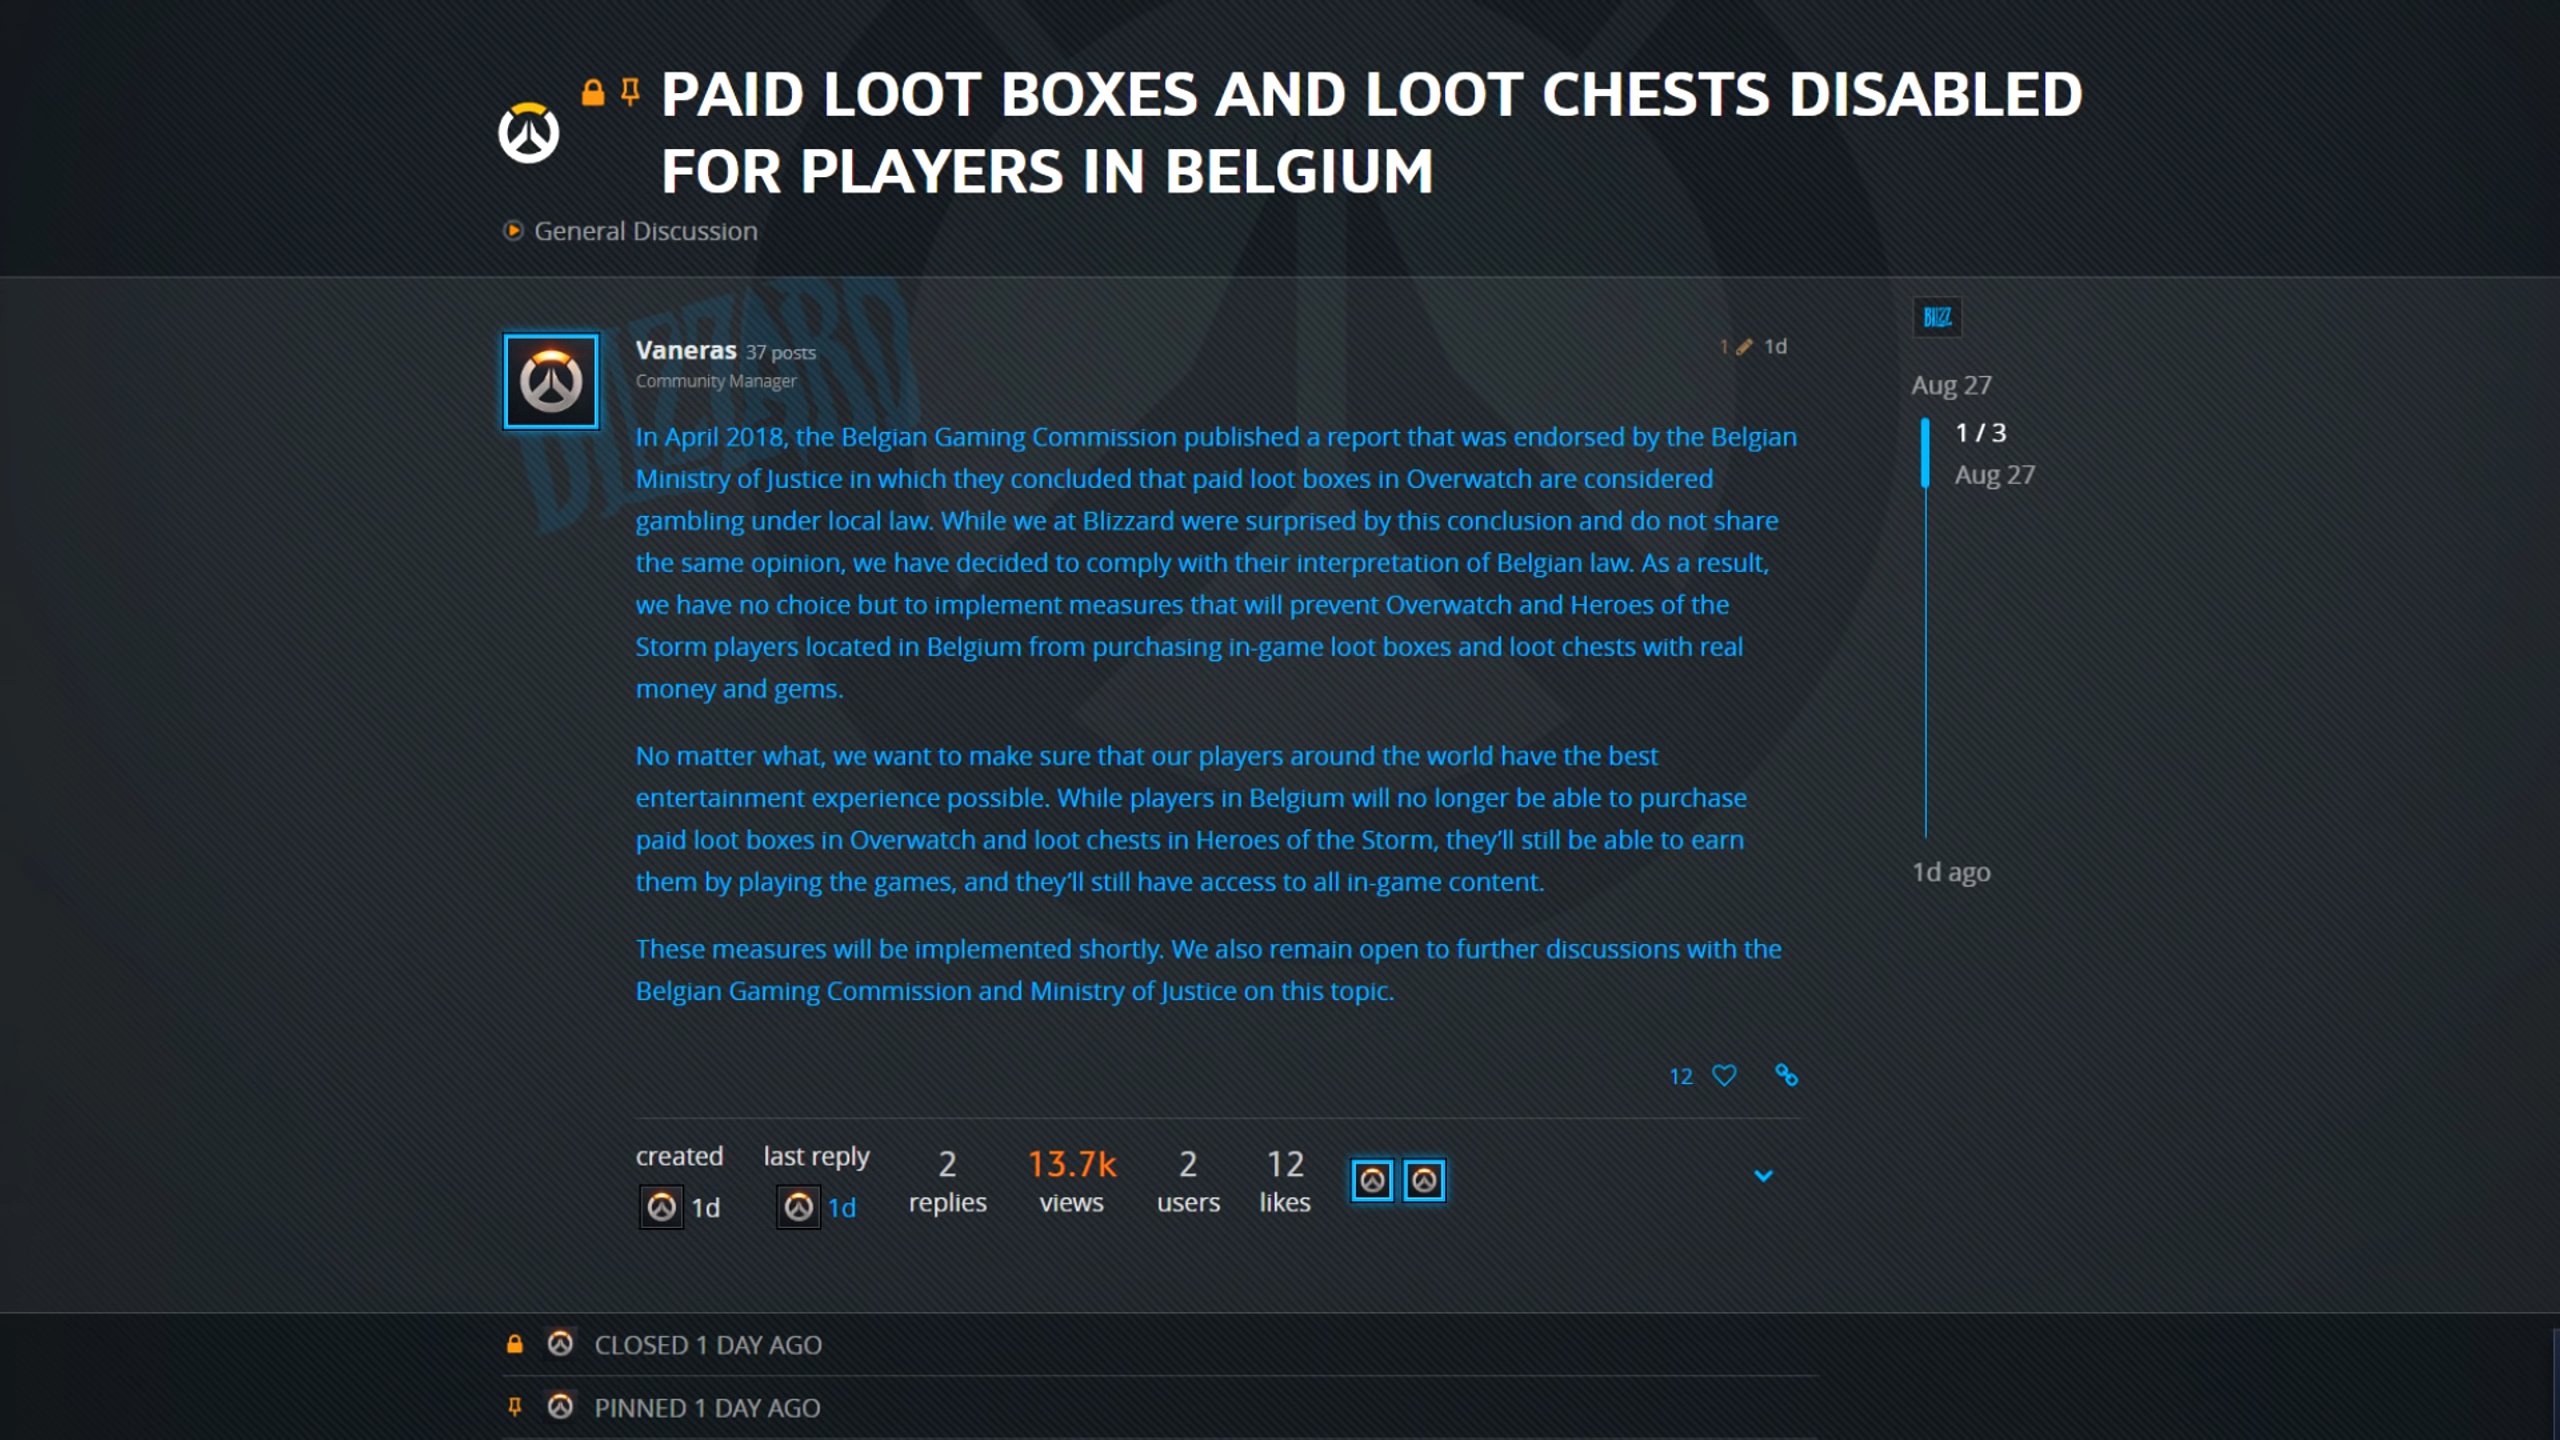 PAID LOOT BOXES AND LOOT CHESTS DISABLED
FOR PLAYERS IN BELGIUM
General Discussion
BLIZZARD
Vaneras 37 posts
Community Manager
1 1d
In April 2018, the Belgian Gaming Commission published a report that was endorsed by the Belgian
Ministry of Justice in which they concluded that paid loot boxes in Overwatch are considered
gambling under local law. While we at Blizzard were surprised by this conclusion and do not share
the same opinion, we have decided to comply with their interpretation of Belgian law. As a result,
we have no choice but to implement measures that will prevent Overwatch and Heroes of the
Storm players located in Belgium from purchasing in-game loot boxes and loot chests with real
money and gems.
No matter what, we want to make sure that our players around the world have the best
entertainment experience possible. While players in Belgium will no longer be able to purchase
paid loot boxes in Overwatch and loot chests in Heroes of the Storm, they’ll still be able to earn
them by playing the games, and they’ll still have access to all in-game content.
These measures will be implemented shortly. We also remain open to further discussions with the
Belgian Gaming Commission and Ministry of Justice on this topic.
12
BLIZZ
Aug 27
1 / 3
Aug 27
1d ago
created last reply 2 13.7k 2 12
1d 1d replies views users likes
CLOSED 1 DAY AGO
PINNED 1 DAY AGO